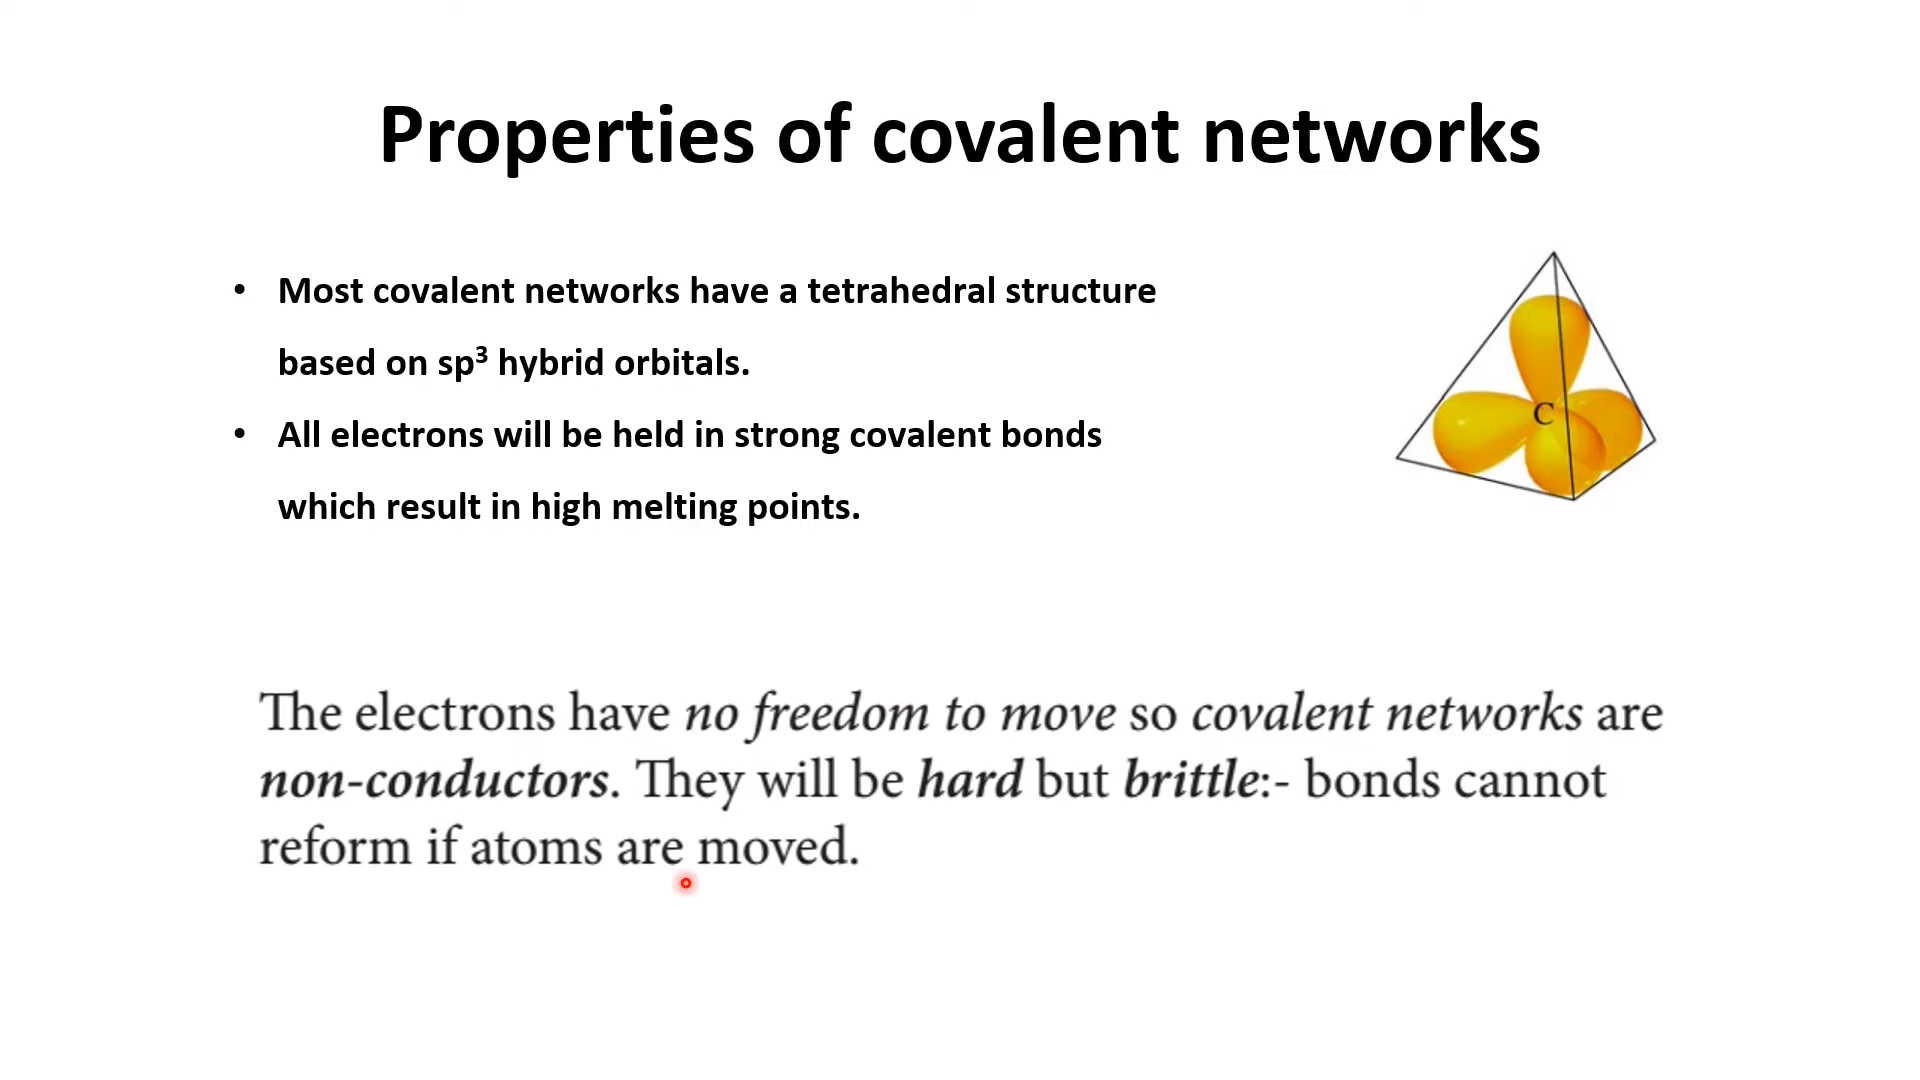 Properties of covalent networks
• Most covalent networks have a tetrahedral structure
based on sp³ hybrid orbitals.
• All electrons will be held in strong covalent bonds
which result in high melting points.
C
The electrons have no freedom to move so covalent networks are
non-conductors. They will be hard but brittle:- bonds cannot
reform if atoms are moved.